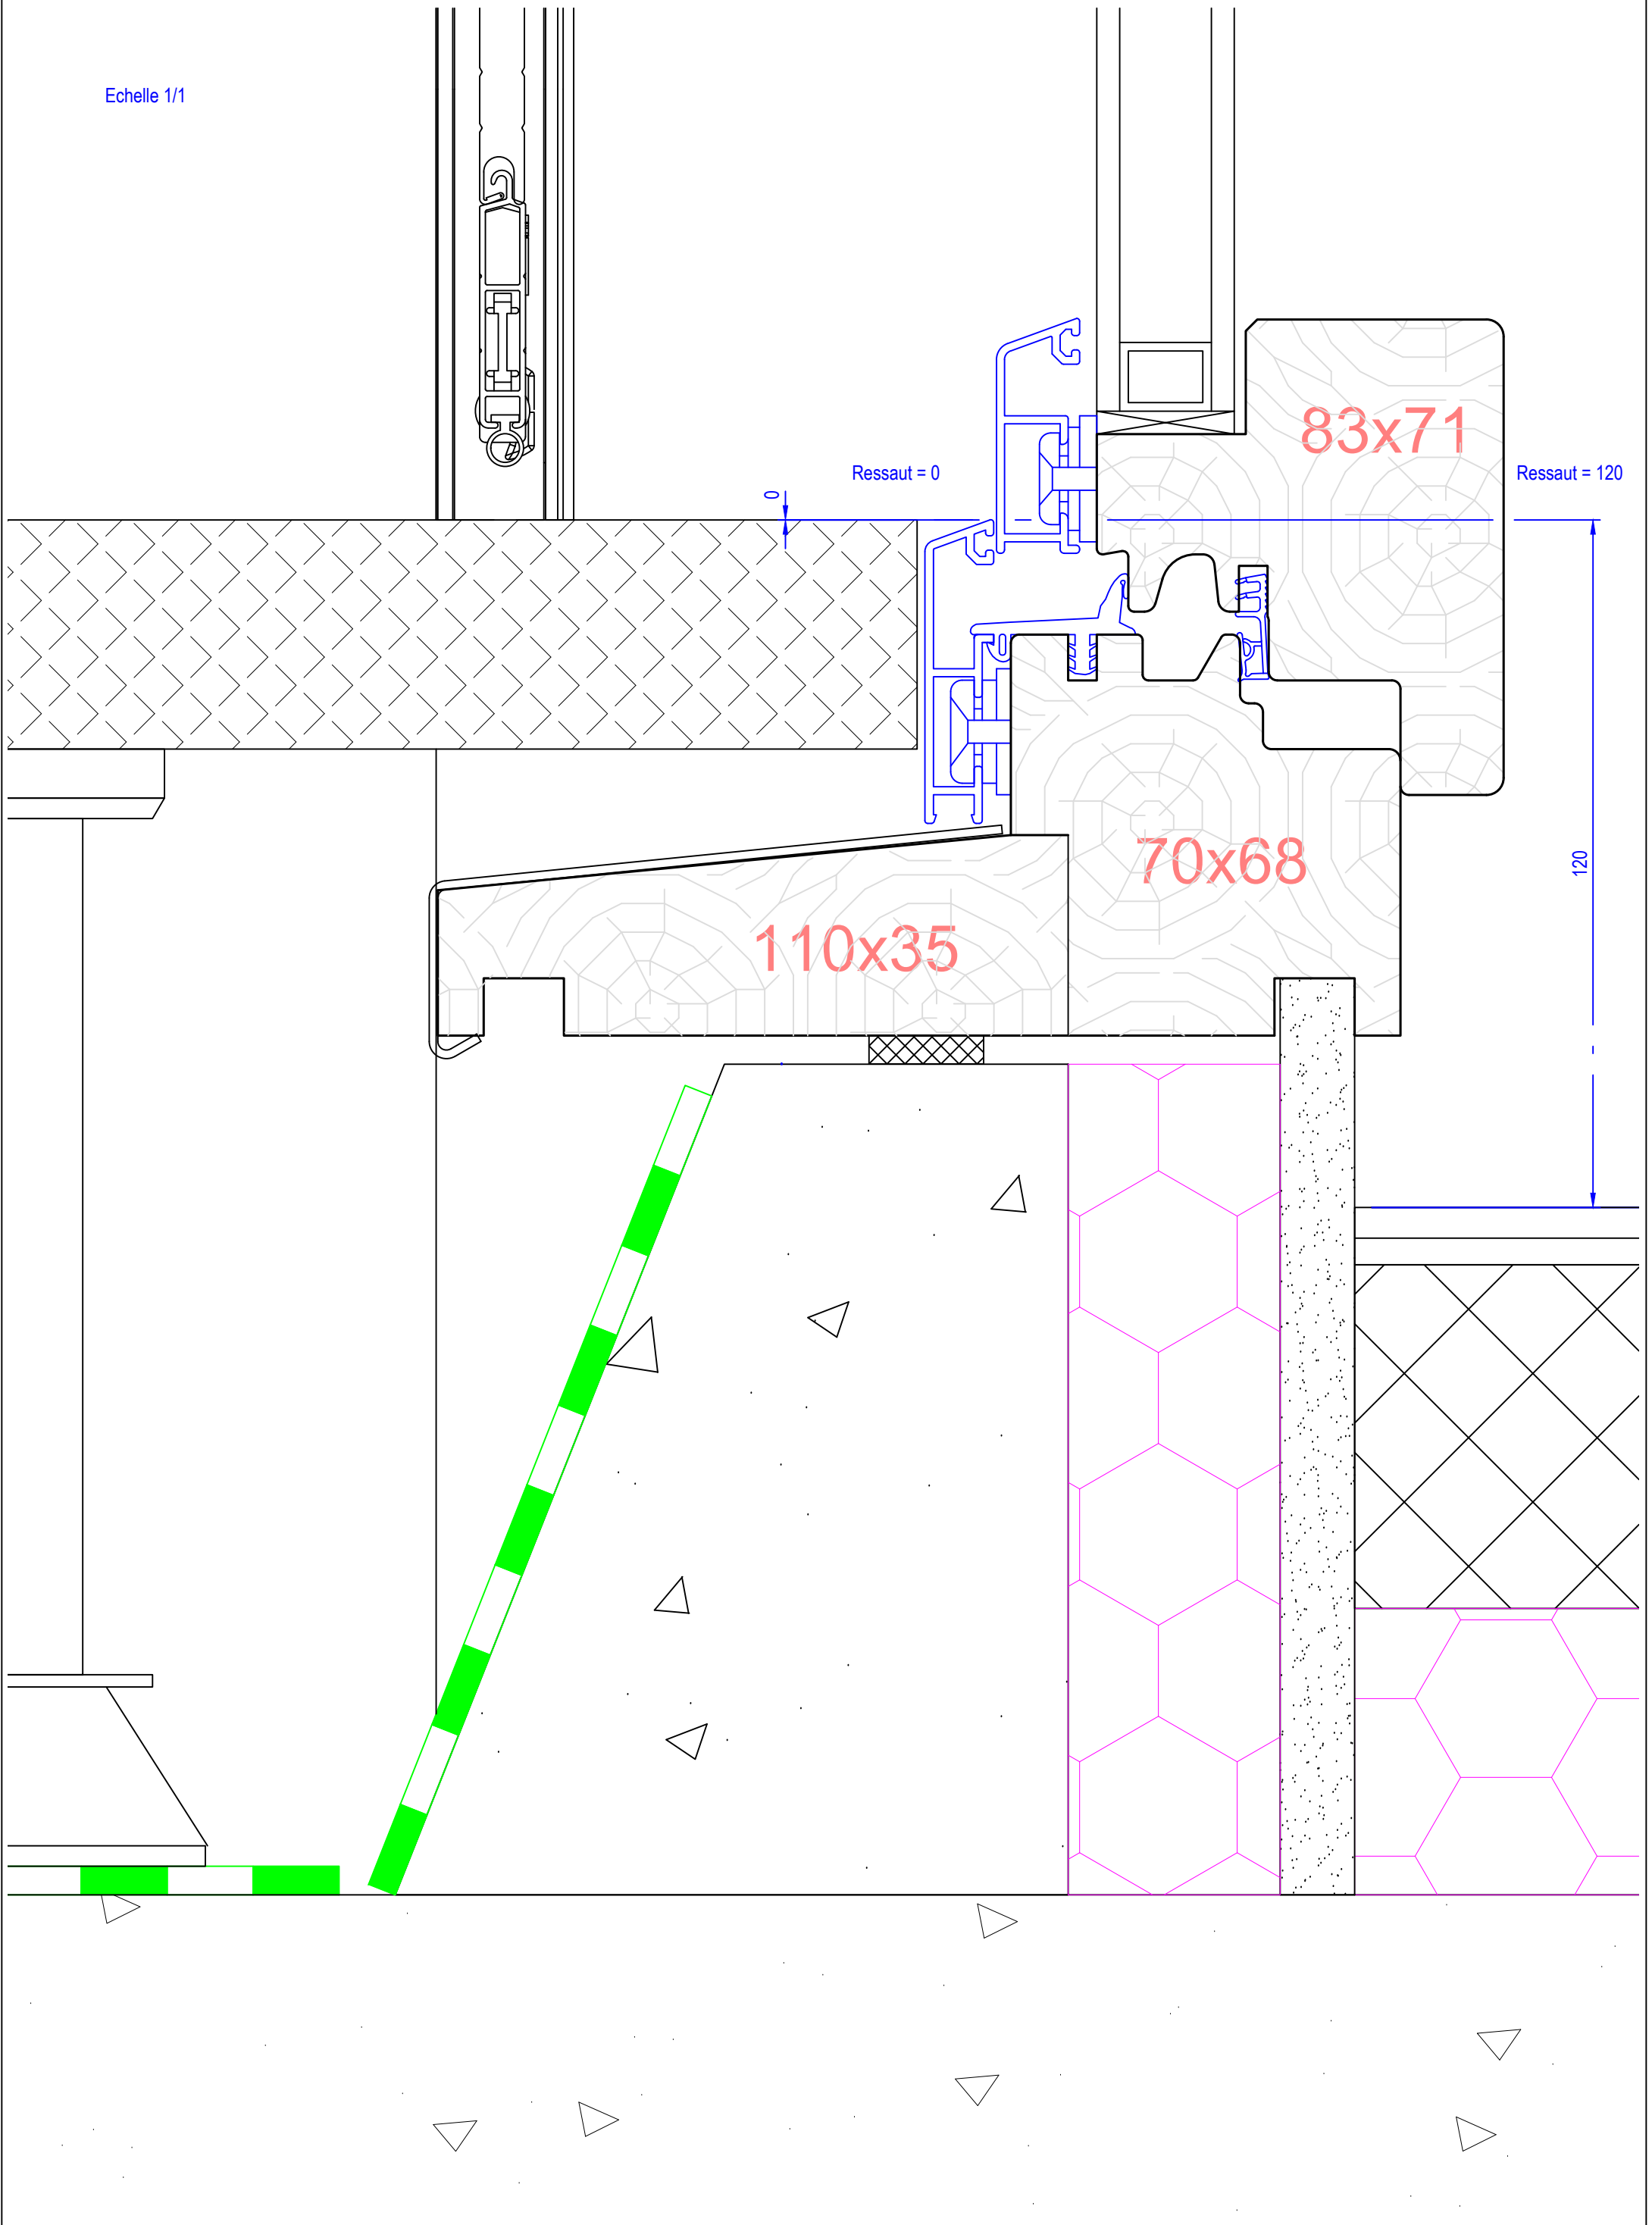 Echelle 1/1
83x71
Ressaut = 0
Ressaut = 120
0
70x68
120
110x35